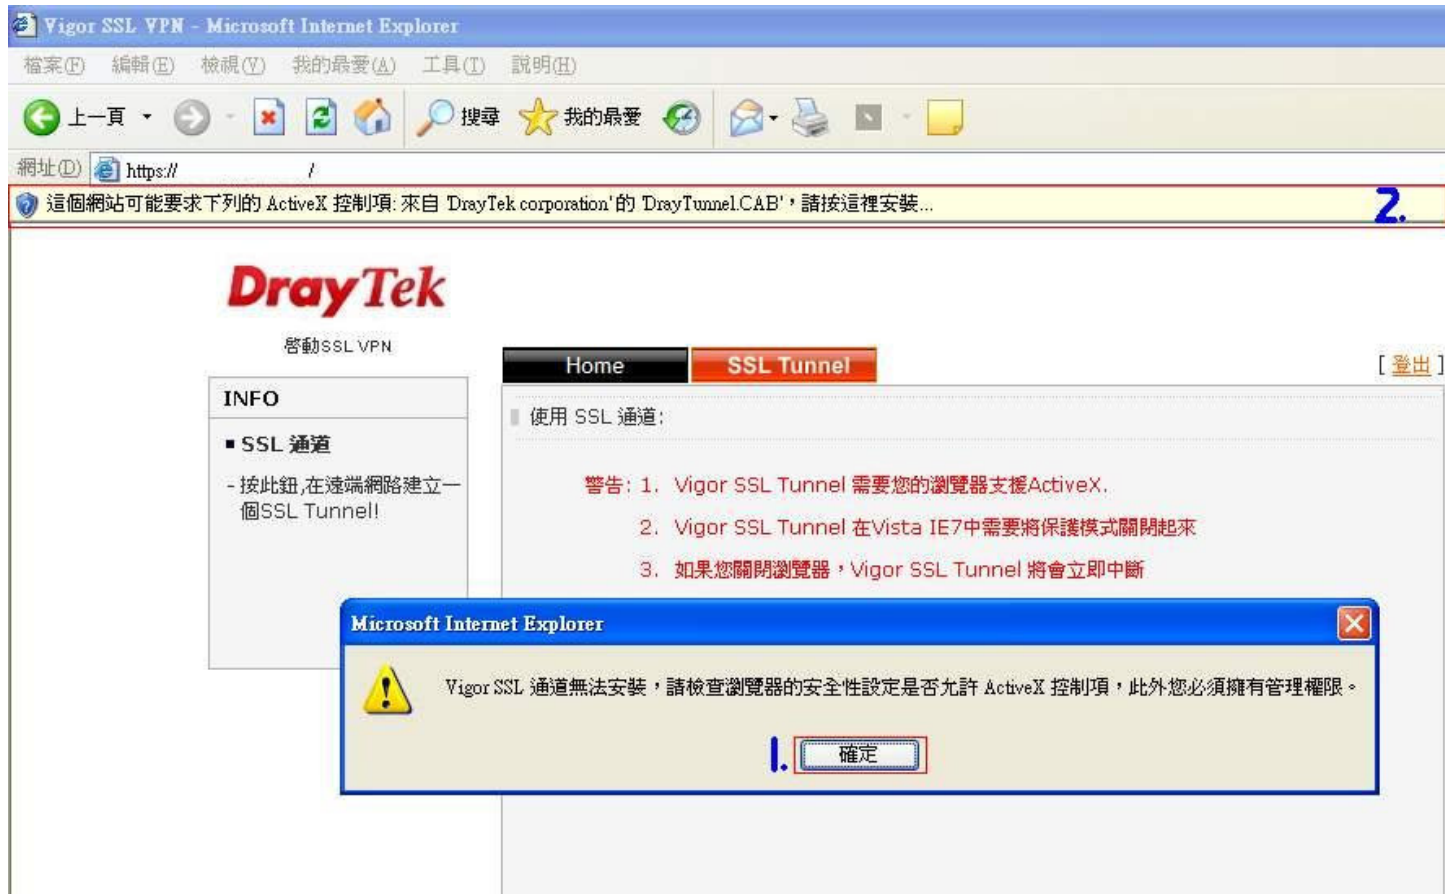 Vigor SSL VPN - Microsoft Internet Explorer
檔案(F) 編輯(E) 檢視(V) 我的最愛(A) 工具(T) 說明(H)
上一頁 搜尋 我的最愛
網址(D) https:// /
這個網站可能要求下列的 ActiveX 控制項: 來自 'DrayTek corporation' 的 'DrayTunnel.CAB'，請按這裡安裝...
2.
DrayTek
啓動SSL VPN
Home SSL Tunnel [ 登出 ]
INFO
■ SSL 通道
- 按此鈕,在遠端網路建立一
個SSL Tunnel!
使用 SSL 通道:
警告: 1. Vigor SSL Tunnel 需要您的瀏覽器支援ActiveX.
2. Vigor SSL Tunnel 在Vista IE7中需要將保護模式關閉起來
3. 如果您關閉瀏覽器，Vigor SSL Tunnel 將會立即中斷
Microsoft Internet Explorer
Vigor SSL 通道無法安裝，請檢查瀏覽器的安全性設定是否允許 ActiveX 控制項，此外您必須擁有管理權限。
1. 確定